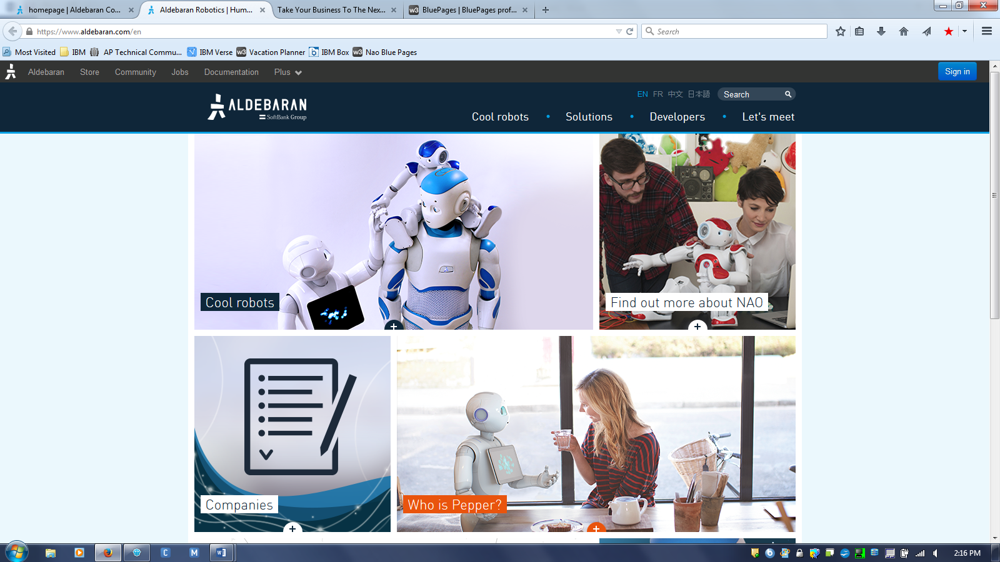 homepage | Aldebaran Co...
Aldebaran Robotics | Hum...
Take Your Business To The Nex...
w3 BluePages | BluePages prof...
https://www.aldebaran.com/en
Search
Most Visited
IBM
AP Technical Commu...
IBM Verse
w3 Vacation Planner
IBM Box
w3 Nao Blue Pages
Aldebaran
Store
Community
Jobs
Documentation
Plus
Sign in
ALDEBARAN
SoftBank Group
EN FR 中文 日本語
Search
Cool robots • Solutions • Developers • Let's meet
Cool robots
Find out more about NAO
Companies
Who is Pepper?
C
M
W
2:16 PM